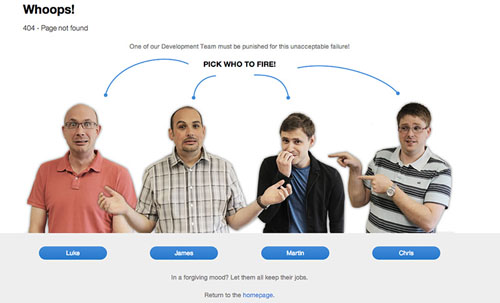 Whoops!
404 - Page not found
One of our Development Team must be punished for this unacceptable failure!
PICK WHO TO FIRE!
Luke James Martin Chris
In a forgiving mood? Let them all keep their jobs.
Return to the homepage.